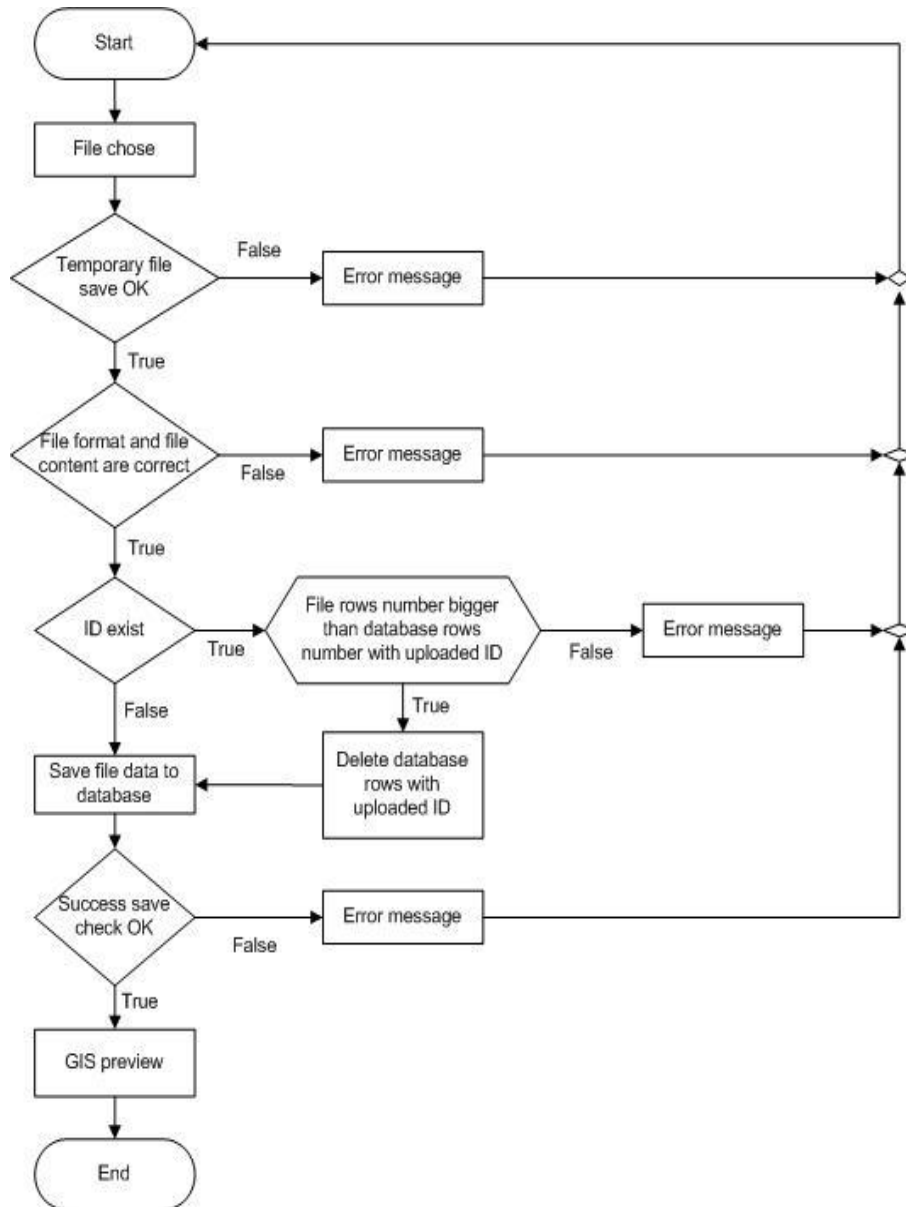 Start
File chose
Temporary file
save OK
False
Error message
True
File format and file
content are correct
False
Error message
True
ID exist
True
File rows number bigger
than database rows
number with uploaded ID
False
Error message
False
True
Save file data to
database
Delete database
rows with
uploaded ID
Success save
check OK
False
Error message
True
GIS preview
End